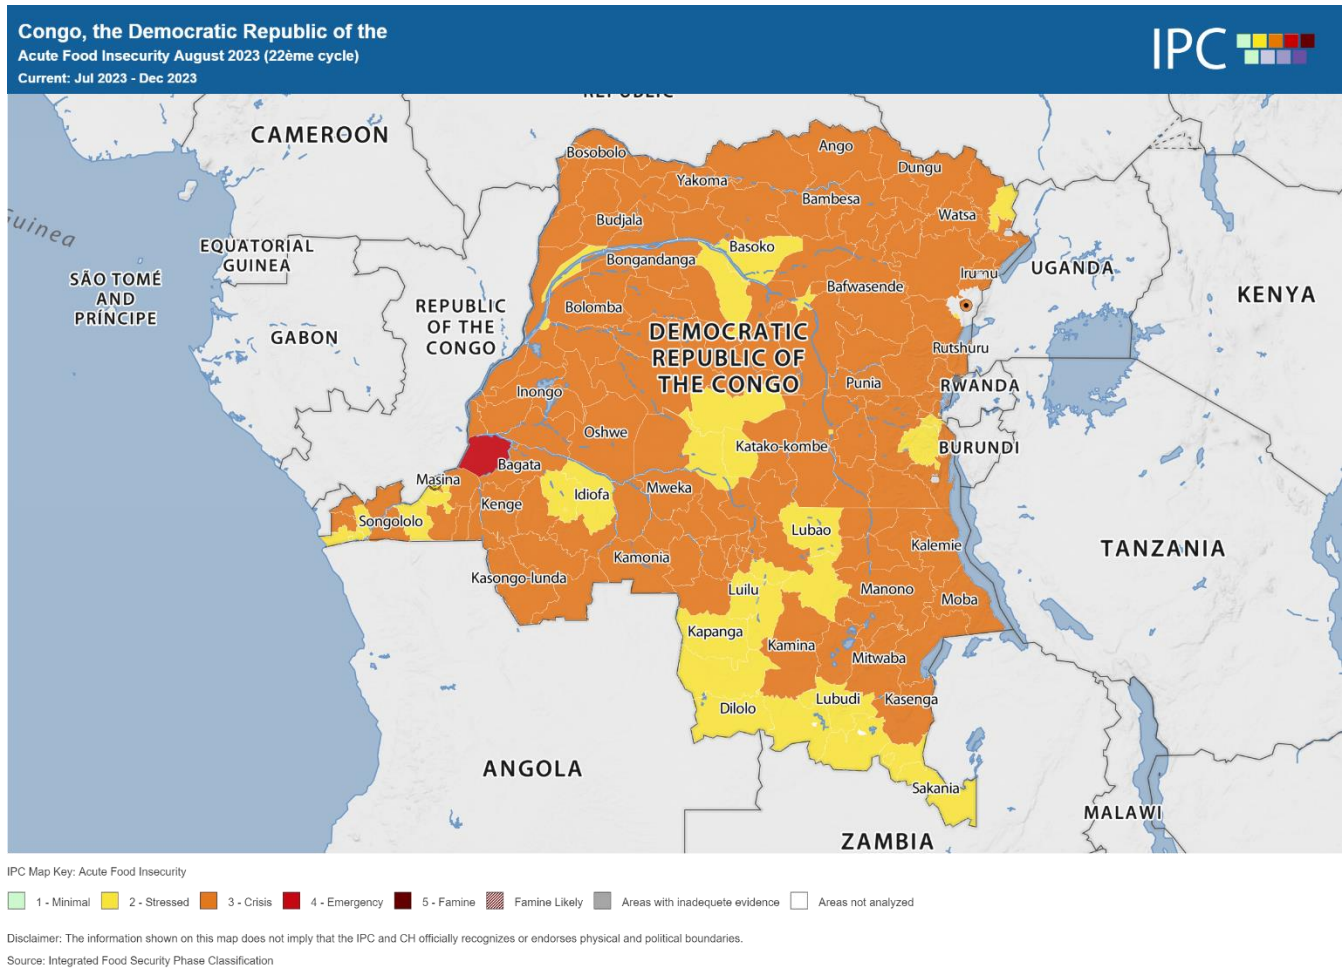 Congo, the Democratic Republic of the
Acute Food Insecurity August 2023 (22ème cycle)
Current: Jul 2023 - Dec 2023
IPC
REPUBLIC
CAMEROON
Bosobolo
Ango
Dungu
Yakoma
Bambesa
Watsa
Budjala
Guinea
EQUATORIAL
GUINEA
Basoko
Bongandanga
Irumu
UGANDA
SÃO TOMÉ
AND
PRÍNCIPE
Bafwasende
KENYA
REPUBLIC
OF THE
CONGO
Bolomba
GABON
DEMOCRATIC
REPUBLIC OF
THE CONGO
Rutshuru
Inongo
Punia
RWANDA
Oshwe
Katako-kombe
BURUNDI
Bagata
Masina
Kenge
Idiofa
Mweka
Songololo
Lubao
Kalemie
TANZANIA
Kamonia
Kasongo-lunda
Luilu
Manono
Moba
Kapanga
Kamina
Mitwaba
Dilolo
Lubudi
Kasenga
ANGOLA
Sakania
MALAWI
ZAMBIA
IPC Map Key: Acute Food Insecurity
1 - Minimal 2 - Stressed 3 - Crisis 4 - Emergency 5 - Famine Famine Likely Areas with inadequete evidence Areas not analyzed
Disclaimer: The information shown on this map does not imply that the IPC and CH officially recognizes or endorses physical and political boundaries.
Source: Integrated Food Security Phase Classification